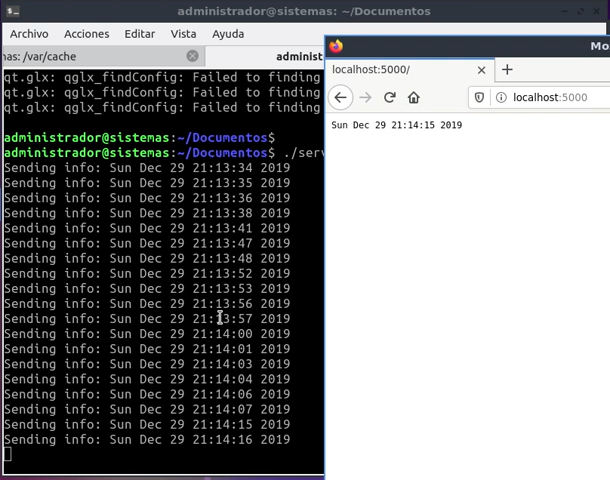 administrador@sistemas: ~/Documentos
Archivo Acciones Editar Vista Ayuda
mas: /var/cache
administ
qt.glx: qglx_findConfig: Failed to finding
qt.glx: qglx_findConfig: Failed to finding
qt.glx: qglx_findConfig: Failed to finding
administrador@sistemas:~/Documentos$
administrador@sistemas:~/Documentos$ ./serv
Sending info: Sun Dec 29 21:13:34 2019
Sending info: Sun Dec 29 21:13:35 2019
Sending info: Sun Dec 29 21:13:36 2019
Sending info: Sun Dec 29 21:13:38 2019
Sending info: Sun Dec 29 21:13:41 2019
Sending info: Sun Dec 29 21:13:47 2019
Sending info: Sun Dec 29 21:13:48 2019
Sending info: Sun Dec 29 21:13:52 2019
Sending info: Sun Dec 29 21:13:53 2019
Sending info: Sun Dec 29 21:13:56 2019
Sending info: Sun Dec 29 21:13:57 2019
Sending info: Sun Dec 29 21:14:00 2019
Sending info: Sun Dec 29 21:14:01 2019
Sending info: Sun Dec 29 21:14:03 2019
Sending info: Sun Dec 29 21:14:04 2019
Sending info: Sun Dec 29 21:14:06 2019
Sending info: Sun Dec 29 21:14:07 2019
Sending info: Sun Dec 29 21:14:15 2019
Sending info: Sun Dec 29 21:14:16 2019
Mo
localhost:5000/
localhost:5000
Sun Dec 29 21:14:15 2019